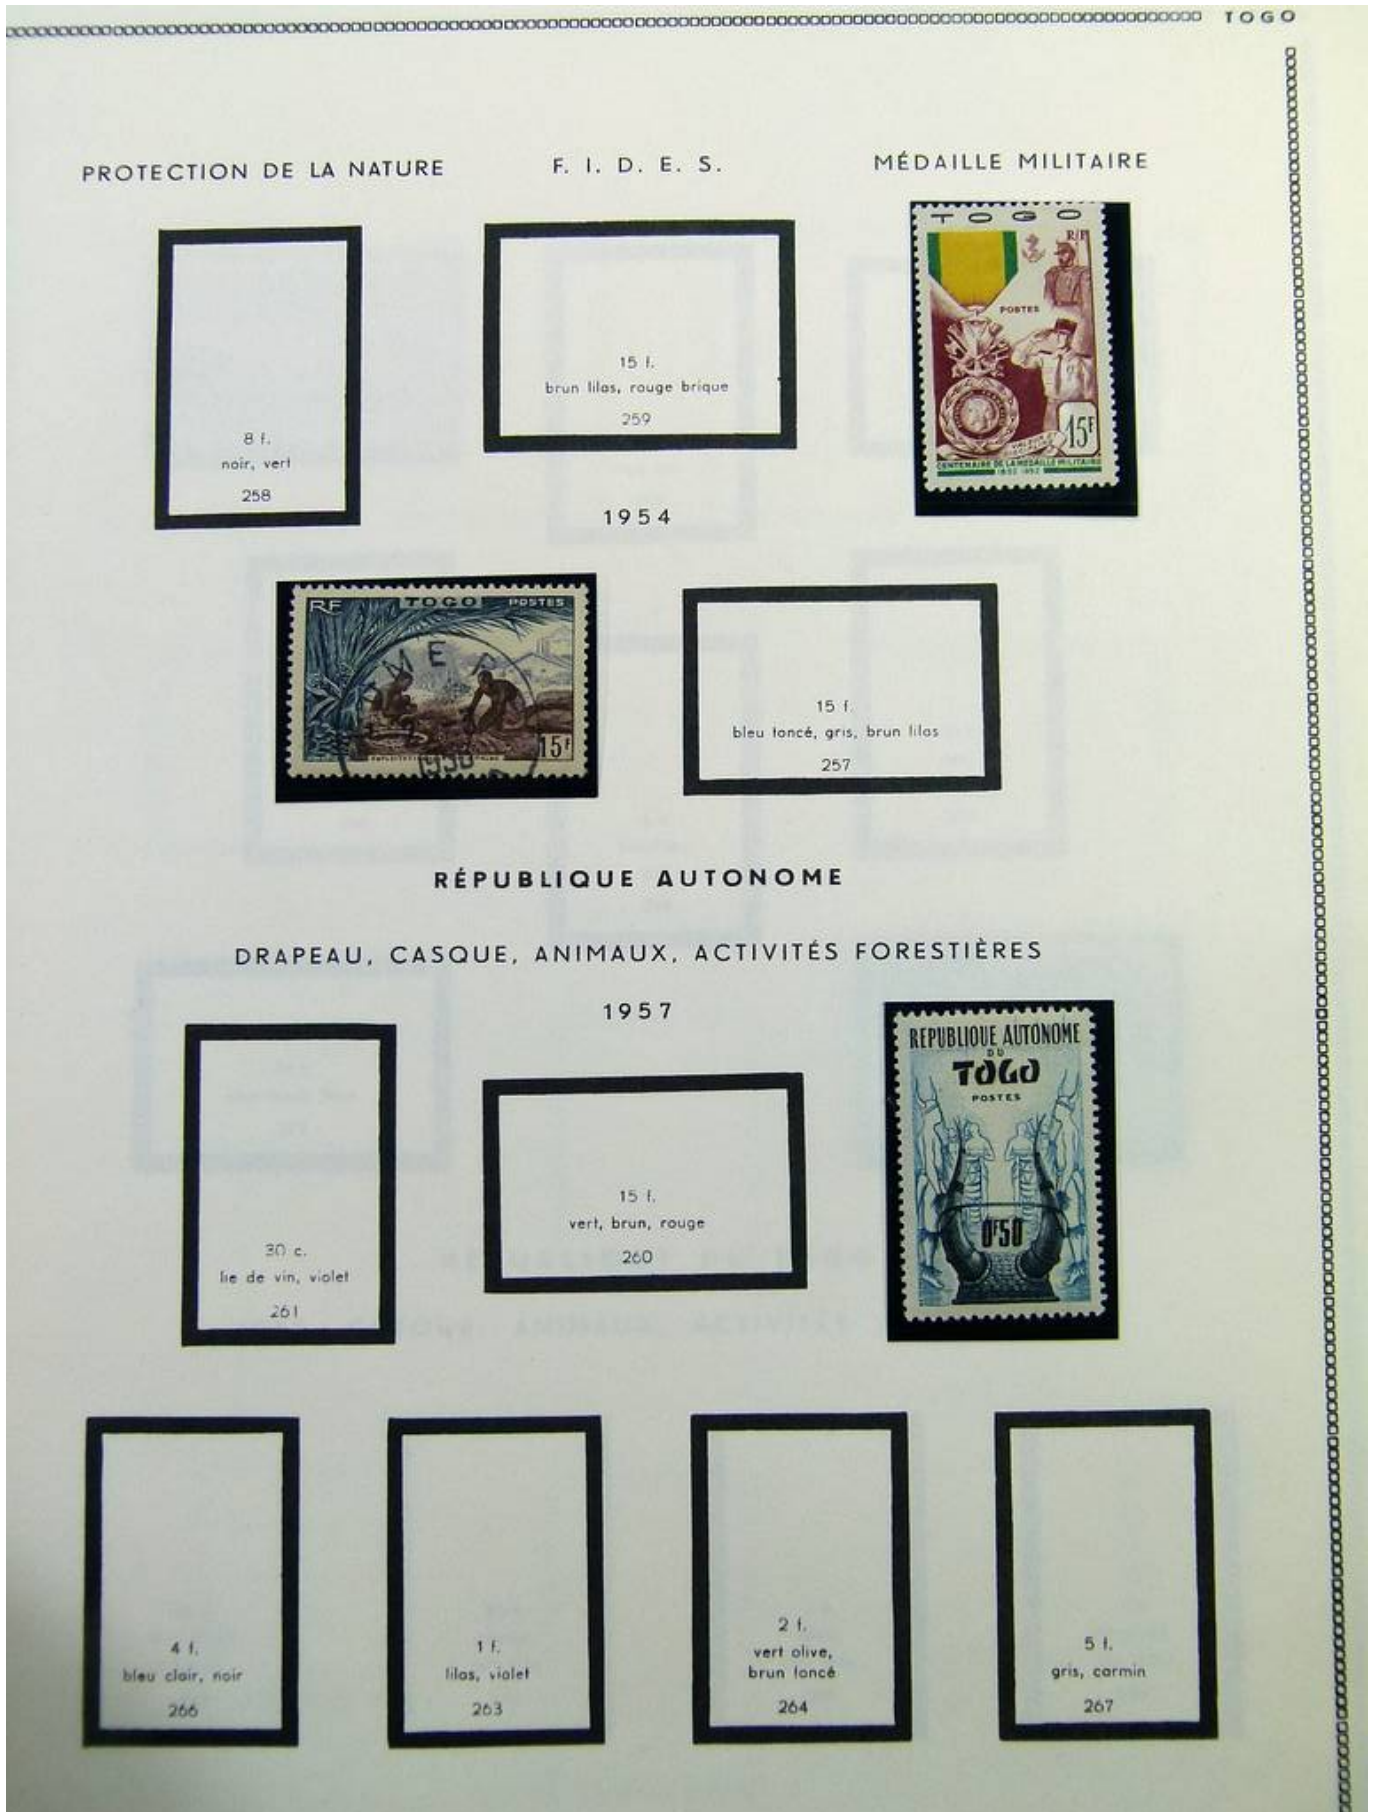 TOGO
PROTECTION DE LA NATURE
F. I. D. E. S.
MÉDAILLE MILITAIRE
8 f.
noir, vert
258
15 f.
brun lilas, rouge brique
259
TOGO
R/F
POSTES
15F
CENTENAIRE DE LA MÉDAILLE MILITAIRE
1852 1952
1954
RF
TOGO
POSTES
15F
15 f.
bleu foncé, gris, brun lilas
257
RÉPUBLIQUE AUTONOME
DRAPEAU, CASQUE, ANIMAUX, ACTIVITÉS FORESTIÈRES
1957
30 c.
lie de vin, violet
261
15 f.
vert, brun, rouge
260
REPUBLIQUE AUTONOME
DU
TOGO
POSTES
0F50
4 f.
bleu clair, noir
266
1 f.
lilas, violet
263
2 f.
vert olive,
brun foncé
264
5 f.
gris, carmin
267